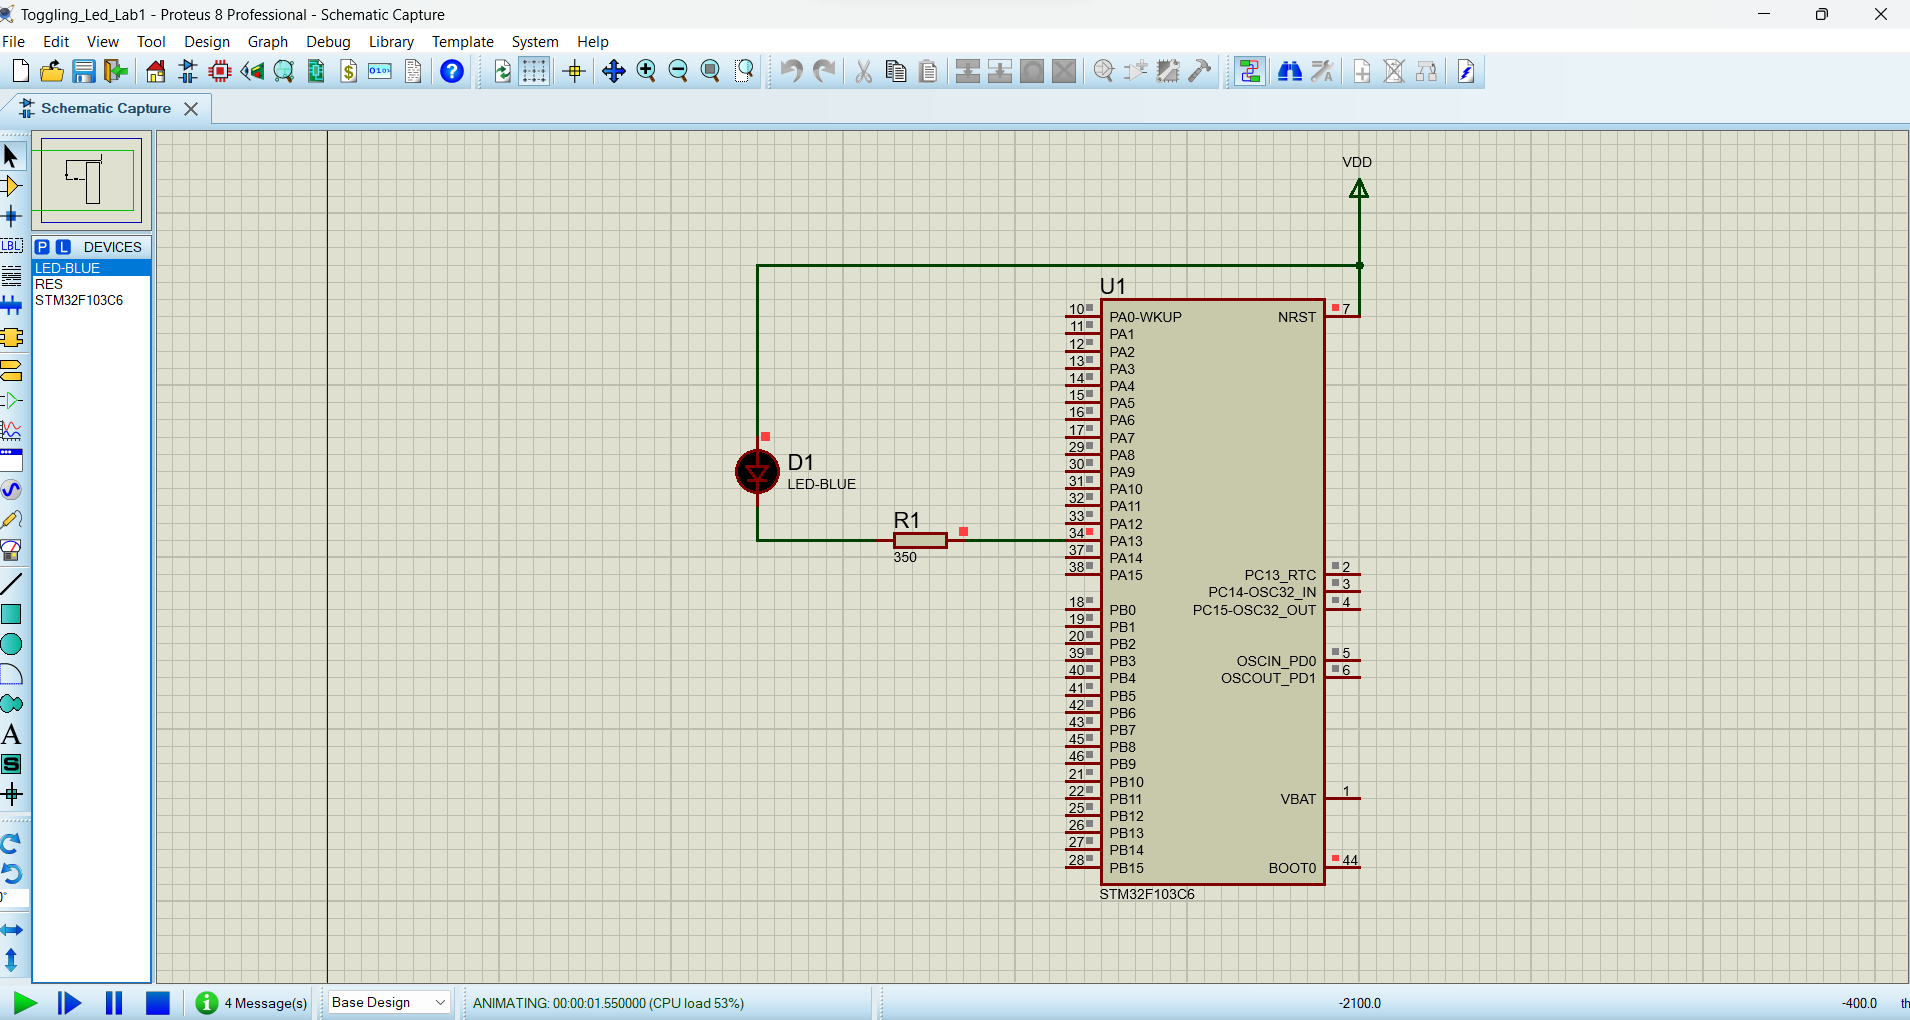 Toggling_Led_Lab1 - Proteus 8 Professional - Schematic Capture
File Edit View Tool Design Graph Debug Library Template System Help
Schematic Capture
LBL
P L DEVICES
LED-BLUE
RES
STM32F103C6
A
S
VDD
U1
10 PA0-WKUP
11 PA1
12 PA2
13 PA3
14 PA4
15 PA5
16 PA6
17 PA7
29 PA8
30 PA9
31 PA10
32 PA11
33 PA12
34 PA13
37 PA14
38 PA15
18 PB0
19 PB1
20 PB2
39 PB3
40 PB4
41 PB5
42 PB6
43 PB7
45 PB8
46 PB9
21 PB10
22 PB11
25 PB12
26 PB13
27 PB14
28 PB15
NRST 7
PC13_RTC 2
PC14-OSC32_IN 3
PC15-OSC32_OUT 4
OSCIN_PD0 5
OSCOUT_PD1 6
VBAT 1
BOOT0 44
STM32F103C6
D1
LED-BLUE
R1
350
4 Message(s) Base Design ANIMATING: 00:00:01.550000 (CPU load 53%) -2100.0 -400.0 th